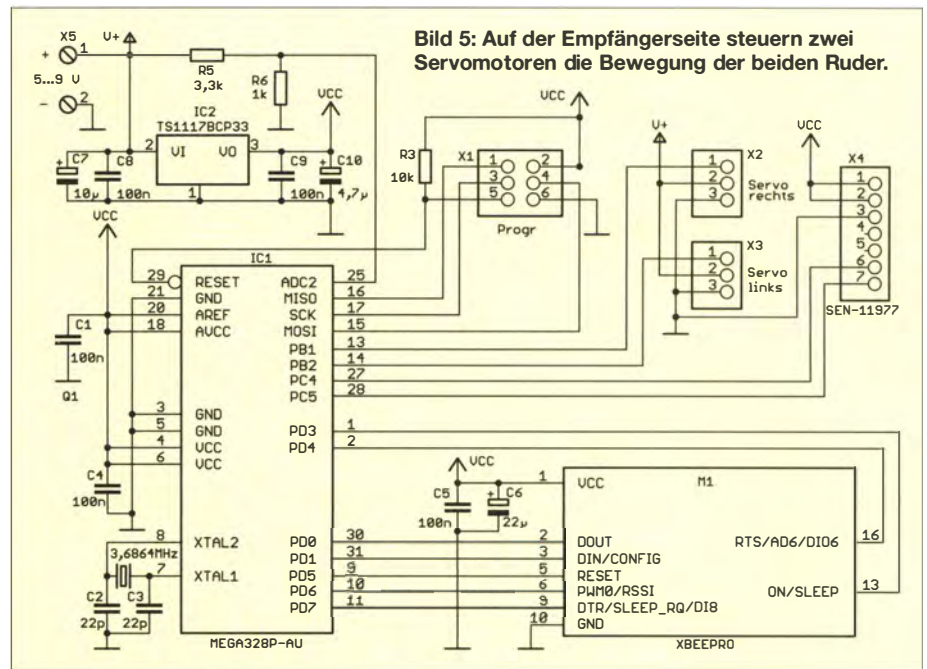 Bild 5: Auf der Empfängerseite steuern zwei
Servomotoren die Bewegung der beiden Ruder.
X5
+
1
5...9 V
2
-
V+
R5
3,3k
R6
1k
IC2
TS1117BCP33
VCC
2
VI
VO
3
1
C7
+
10µ
C8
100n
C9
100n
C10
+
4,7µ
VCC
R3
10k
X1
1
2
3
4
5
6
Progr
V+
X2
1
2
3
Servo
rechts
X3
1
2
3
Servo
links
VCC
X4
1
2
3
4
5
6
7
SEN-11977
VCC
C1
100n
Q1
C4
100n
3,6864MHz
C2
22p
C3
22p
IC1
29
RESET
21
GND
20
AREF
18
AVCC
3
GND
5
GND
4
VCC
6
VCC
8
XTAL2
7
XTAL1
ADC2
25
MISO
16
SCK
17
MOSI
15
PB1
13
PB2
14
PC4
27
PC5
28
PD3
1
PD4
2
PD0
30
PD1
31
PD5
9
PD6
10
PD7
11
MEGA328P-AU
VCC
C5
100n
C6
+
22µ
M1
1
VCC
2
DOUT
3
DIN/CONFIG
5
RESET
6
PWM0/RSSI
9
DTR/SLEEP_RQ/DI8
10
GND
RTS/AD6/DIO6
16
ON/SLEEP
13
XBEEPRO